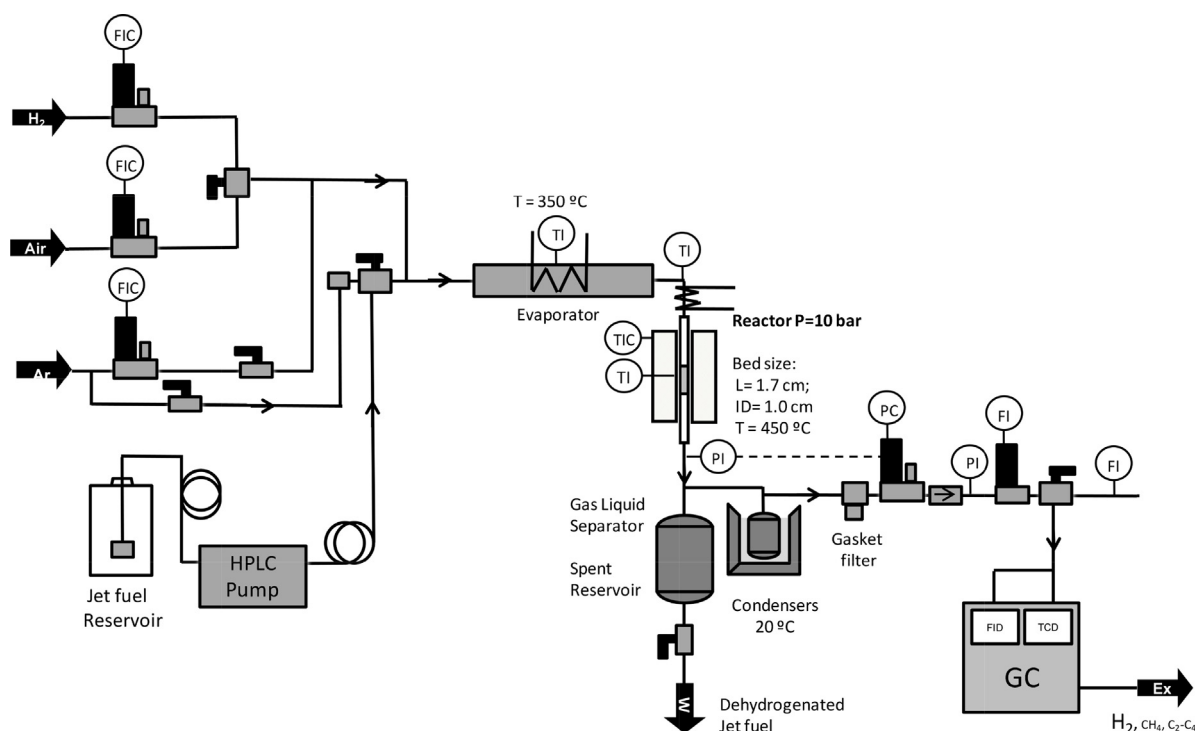 FIC
H₂
FIC
Air
FIC
Ar
T = 350 ºC
TI
Evaporator
TI
Reactor P=10 bar
TIC
TI
Bed size:
L= 1.7 cm;
ID= 1.0 cm
T = 450 ºC
PI
PC
PI
FI
FI
Gas Liquid
Separator
Spent
Reservoir
Gasket
filter
Condensers
20 ºC
HPLC
Pump
Jet fuel
Reservoir
FID
TCD
GC
Ex
H₂, CH₄, C₂-C₄
W
Dehydrogenated
Jet fuel